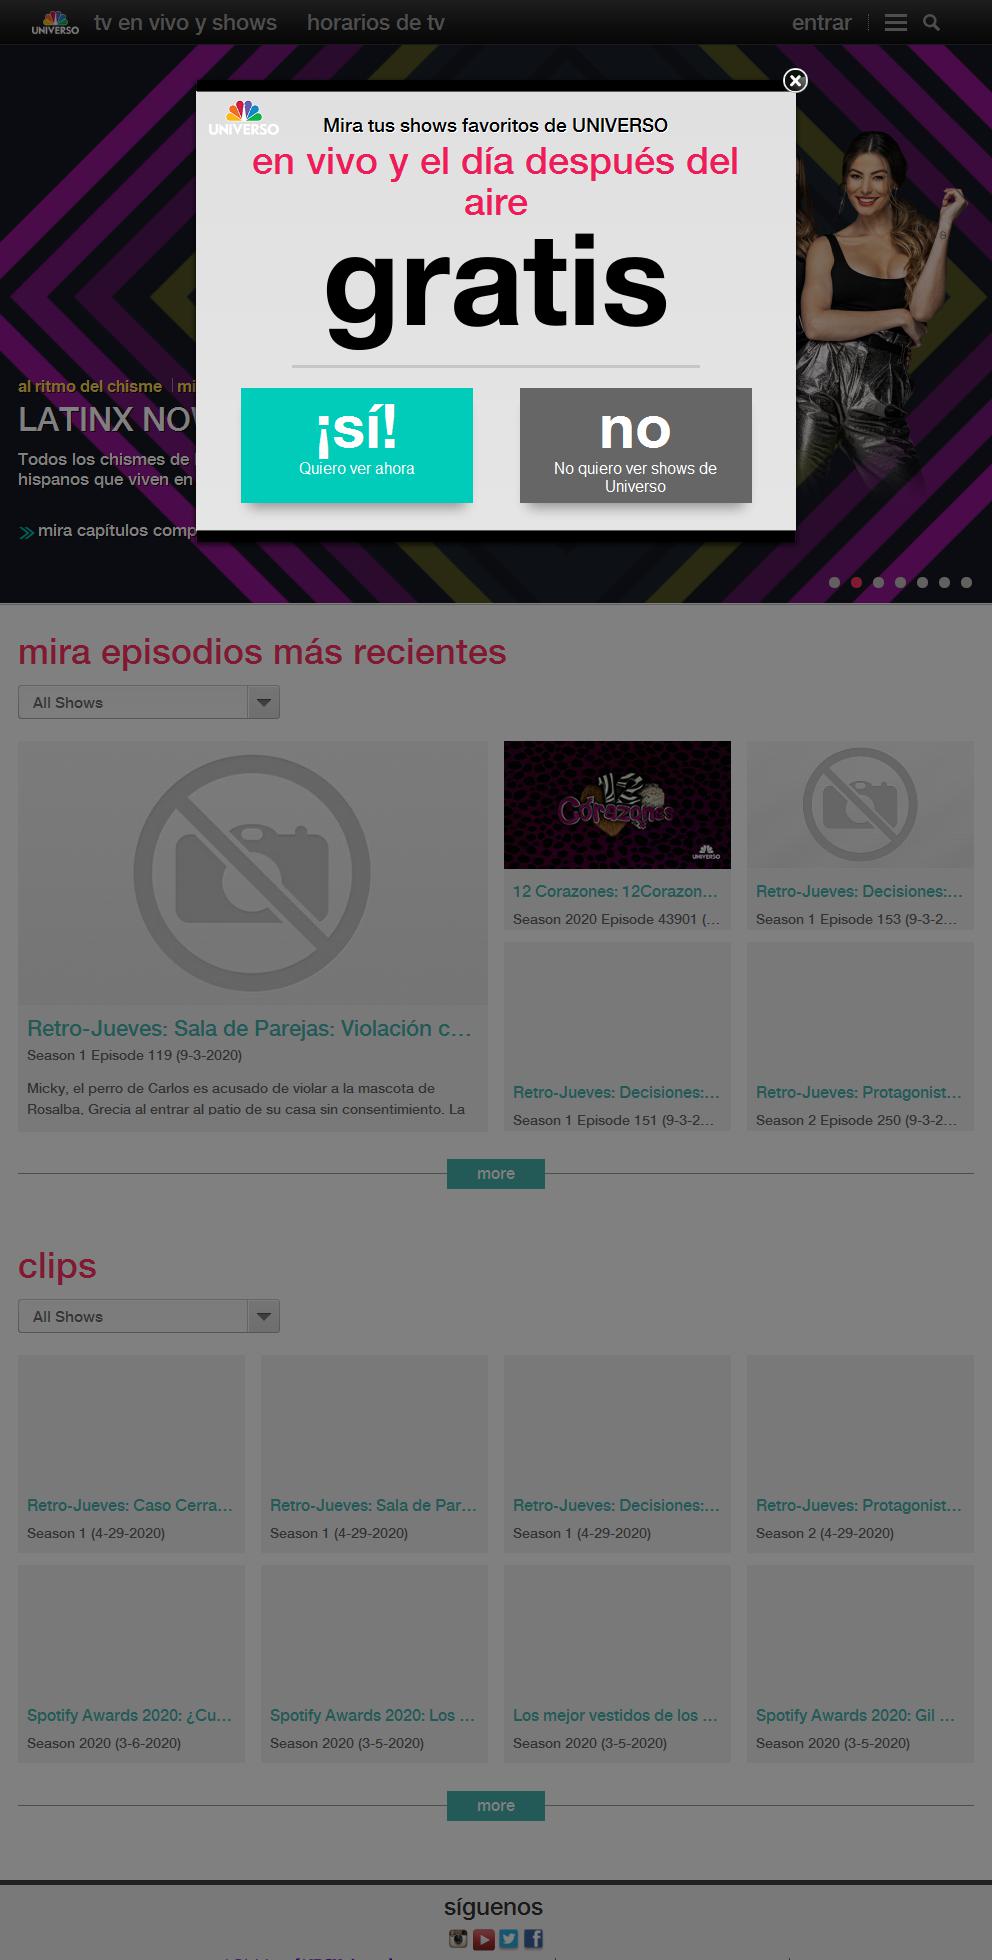 UNIVERSO
tv en vivo y shows
horarios de tv
entrar
UNIVERSO
Mira tus shows favoritos de UNIVERSO
en vivo y el día después del
aire
gratis
¡sí!
Quiero ver ahora
no
No quiero ver shows de
Universo
al ritmo del chisme
LATINX
Todos los chismes de
hispanos que viven en
mira capítulos
mira episodios más recientes
All Shows
Retro-Jueves: Sala de Parejas: Violación c...
Season 1 Episode 119 (9-3-2020)
Micky, el perro de Carlos es acusado de violar a la mascota de
Rosalba, Grecia al entrar al patio de su casa sin consentimiento. La
12 Corazones
UNIVERSO
12 Corazones: 12Corazon...
Season 2020 Episode 43901 (...
Retro-Jueves: Decisiones:...
Season 1 Episode 153 (9-3-2...
Retro-Jueves: Decisiones:...
Season 1 Episode 151 (9-3-2...
Retro-Jueves: Protagonist...
Season 2 Episode 250 (9-3-2...
more
clips
All Shows
Retro-Jueves: Caso Cerra...
Season 1 (4-29-2020)
Retro-Jueves: Sala de Par...
Season 1 (4-29-2020)
Retro-Jueves: Decisiones:...
Season 1 (4-29-2020)
Retro-Jueves: Protagonist...
Season 2 (4-29-2020)
Spotify Awards 2020: ¿Cu...
Season 2020 (3-6-2020)
Spotify Awards 2020: Los ...
Season 2020 (3-5-2020)
Los mejor vestidos de los ...
Season 2020 (3-5-2020)
Spotify Awards 2020: Gil ...
Season 2020 (3-5-2020)
more
síguenos